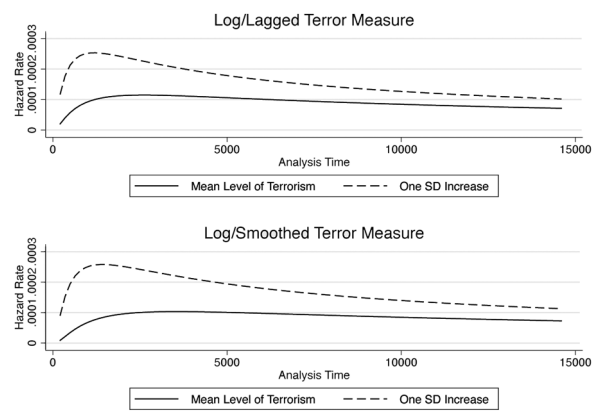 Log/Lagged Terror Measure
Hazard Rate
0 .0001 .0002 .0003
0 5000 10000 15000
Analysis Time
Mean Level of Terrorism One SD Increase
Log/Smoothed Terror Measure
Hazard Rate
0 .0001 .0002 .0003
0 5000 10000 15000
Analysis Time
Mean Level of Terrorism One SD Increase